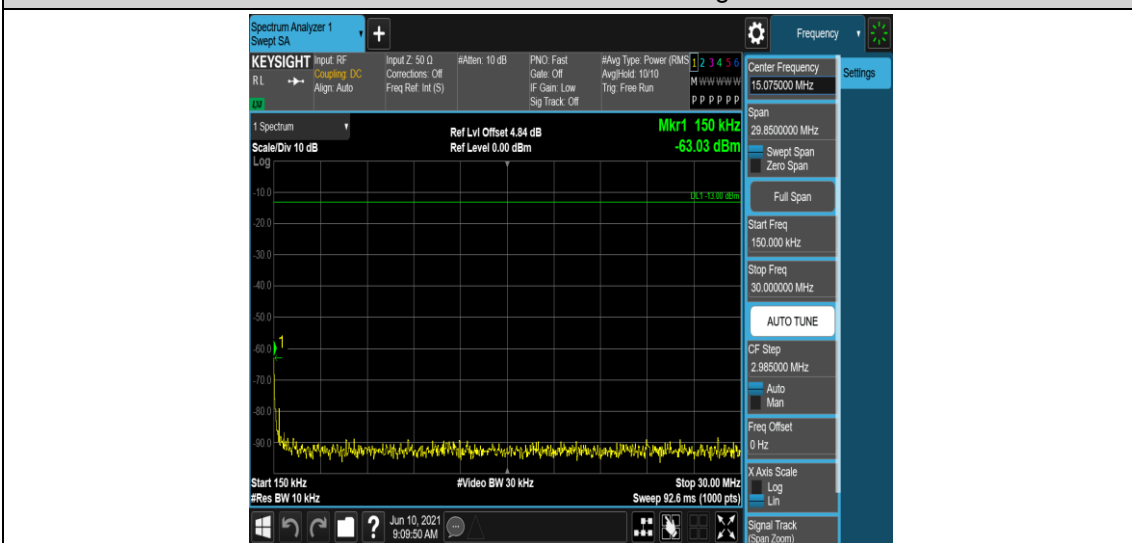 Spectrum Analyzer 1
Swept SA
+
Frequency
KEYSIGHT
RL
LV
Input: RF
Coupling: DC
Align: Auto
Input Z: 50 Ω
Corrections: Off
Freq Ref: Int (S)
#Atten: 10 dB
PNO: Fast
Gate: Off
IF Gain: Low
Sig Track: Off
#Avg Type: Power (RMS
Avg|Hold: 10/10
Trig: Free Run
1 2 3 4 5 6
M W W W W W
P P P P P P
1 Spectrum
Scale/Div 10 dB
Ref Lvl Offset 4.84 dB
Ref Level 0.00 dBm
Mkr1 150 kHz
-63.03 dBm
Log
DL1 -13.00 dBm
-10.0
-20.0
-30.0
-40.0
-50.0
-60.0
-70.0
-80.0
-90.0
1
Start 150 kHz
#Res BW 10 kHz
#Video BW 30 kHz
Stop 30.00 MHz
Sweep 92.6 ms (1000 pts)
?
Jun 10, 2021
9:09:50 AM
Center Frequency
15.075000 MHz
Settings
Span
29.8500000 MHz
Swept Span
Zero Span
Full Span
Start Freq
150.000 kHz
Stop Freq
30.000000 MHz
AUTO TUNE
CF Step
2.985000 MHz
Auto
Man
Freq Offset
0 Hz
X Axis Scale
Log
Lin
Signal Track
(Span Zoom)